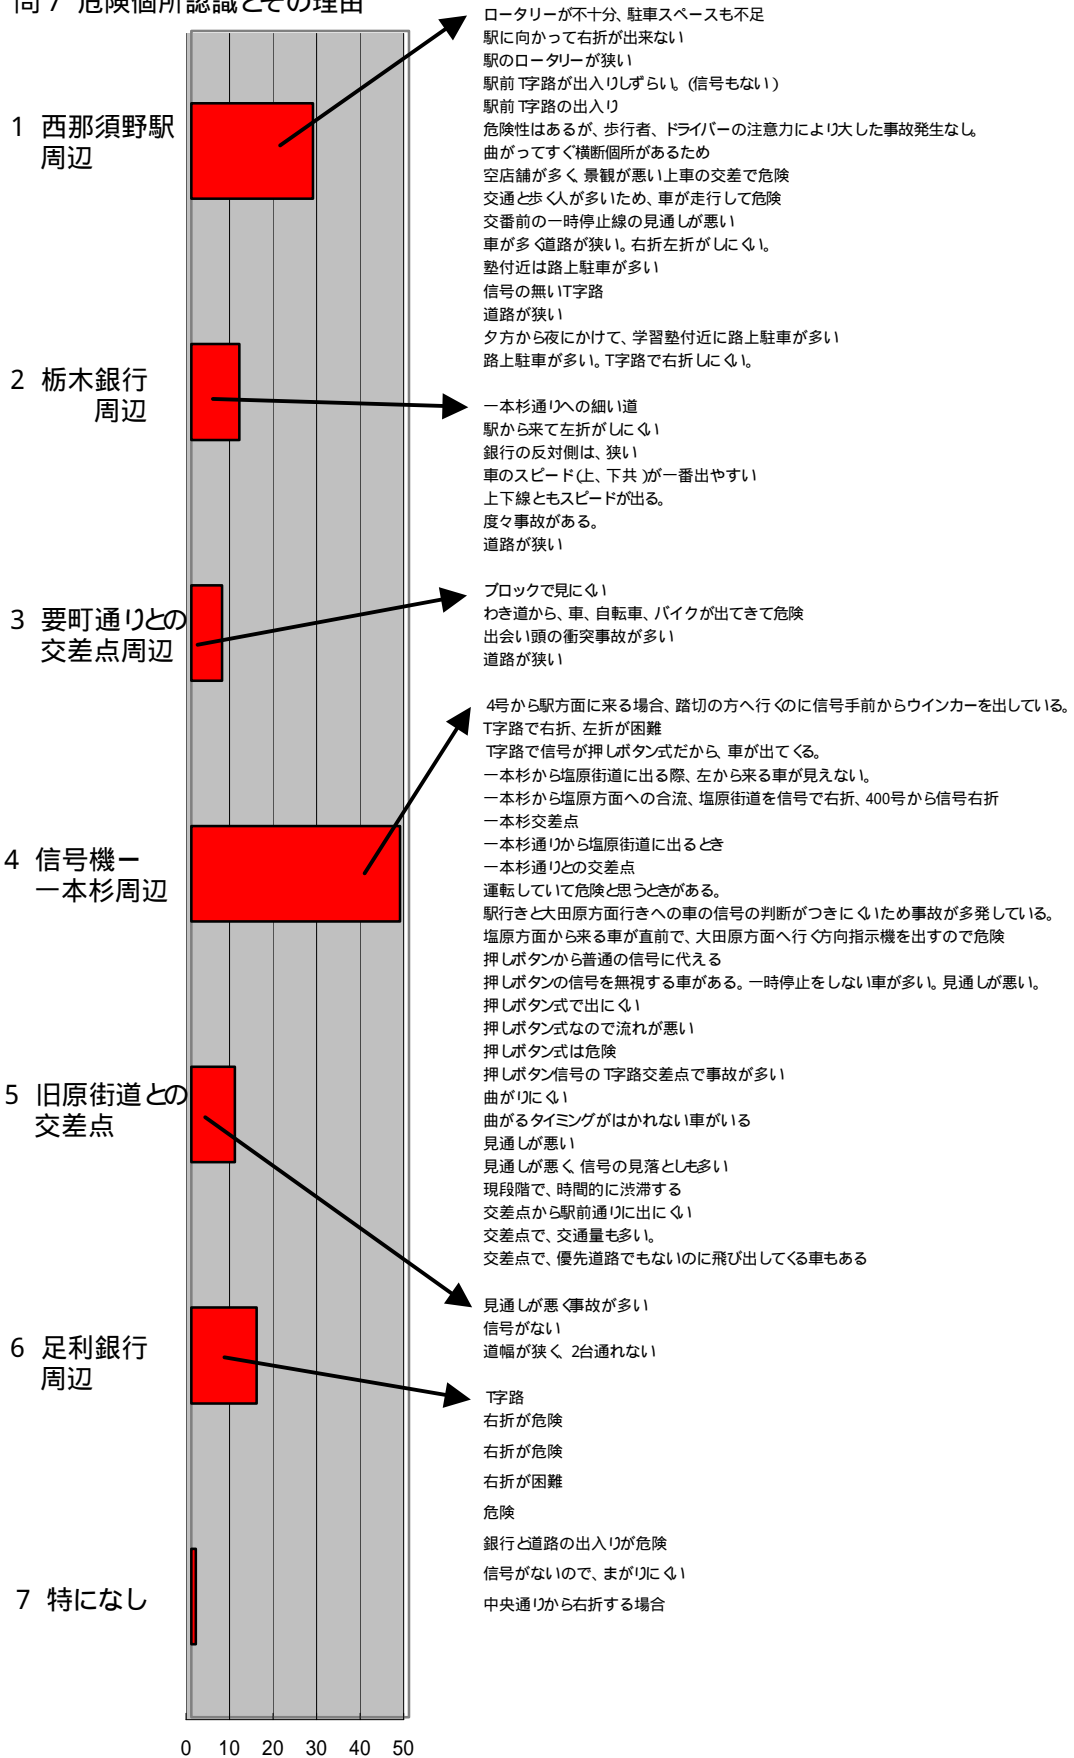 問7 危険個所認識とその理由
1 西那須野駅
周辺
ロータリーが不十分、駐車スペースも不足
駅に向かって右折が出来ない
駅のロータリーが狭い
駅前T字路が出入りしずらい。(信号もない)
駅前T字路の出入り
危険性はあるが、歩行者、ドライバーの注意力により大した事故発生なし。
曲がってすぐ横断個所があるため
空店舗が多く、景観が悪い上車の交差で危険
交通と歩く人が多いため、車が走行して危険
交番前の一時停止線の見通しが悪い
車が多く道路が狭い。右折左折がしにくい。
塾付近は路上駐車が多い
信号の無いT字路
道路が狭い
夕方から夜にかけて、学習塾付近に路上駐車が多い
路上駐車が多い。T字路で右折しにくい。
2 栃木銀行
周辺
一本杉通りへの細い道
駅から来て左折がしにくい
銀行の反対側は、狭い
車のスピード(上、下共)が一番出やすい
上下線ともスピードが出る。
度々事故がある。
道路が狭い
3 要町通りとの
交差点周辺
ブロックで見にくい
わき道から、車、自転車、バイクが出てきて危険
出会い頭の衝突事故が多い
道路が狭い
4 信号機ー
一本杉周辺
4号から駅方面に来る場合、踏切の方へ行くのに信号手前からウインカーを出している。
T字路で右折、左折が困難
T字路で信号が押しボタン式だから、車が出てくる。
一本杉から塩原街道に出る際、左から来る車が見えない。
一本杉から塩原方面への合流、塩原街道を信号で右折、400号から信号右折
一本杉交差点
一本杉通りから塩原街道に出るとき
一本杉通りとの交差点
運転していて危険と思うときがある。
駅行きと大田原方面行きへの車の信号の判断がつきにくいため事故が多発している。
塩原方面から来る車が直前で、大田原方面へ行く方向指示機を出すので危険
押しボタンから普通の信号に代える
押しボタンの信号を無視する車がある。一時停止をしない車が多い。見通しが悪い。
押しボタン式で出にくい
押しボタン式なので流れが悪い
押しボタン式は危険
押しボタン信号のT字路交差点で事故が多い
曲がりにくい
曲がるタイミングがはかれない車がいる
見通しが悪い
見通しが悪く、信号の見落としも多い
現段階で、時間的に渋滞する
交差点から駅前通りに出にくい
交差点で、交通量も多い。
交差点で、優先道路でもないのに飛び出してくる車もある
5 旧原街道との
交差点
見通しが悪く事故が多い
信号がない
道幅が狭く、2台通れない
6 足利銀行
周辺
T字路
右折が危険
右折が危険
右折が困難
危険
銀行と道路の出入りが危険
信号がないので、まがりにくい
中央通りから右折する場合
7 特になし
0 10 20 30 40 50